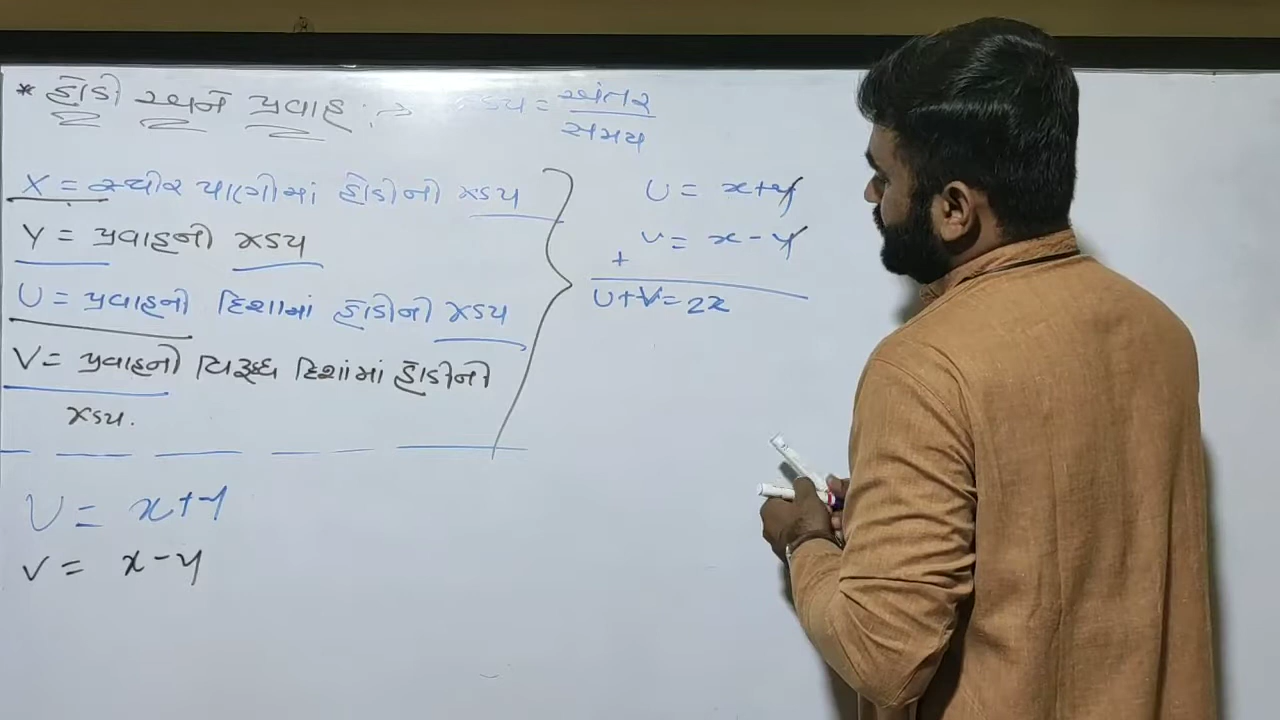 * હોડી અને પ્રવાહ :->
ઝડપ = અંતર
સમય
X = સ્થીર પાણીમાં હોડીની ઝડપ
Y = પ્રવાહની ઝડપ
U = પ્રવાહની દિશામાં હોડીની ઝડપ
V = પ્રવાહની વિરૂદ્ધ દિશામાં હોડીની
ઝડપ.
U = x+y
V = x-y
U = x+y
V = x-y
+
U+V = 2x